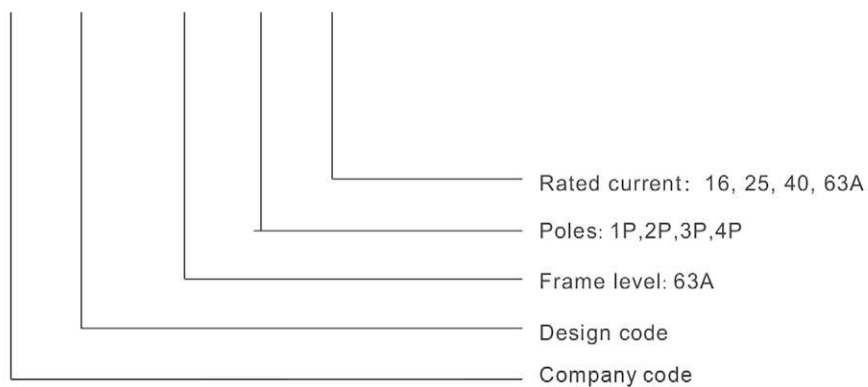 Rated current: 16, 25, 40, 63A
Poles: 1P,2P,3P,4P
Frame level: 63A
Design code
Company code